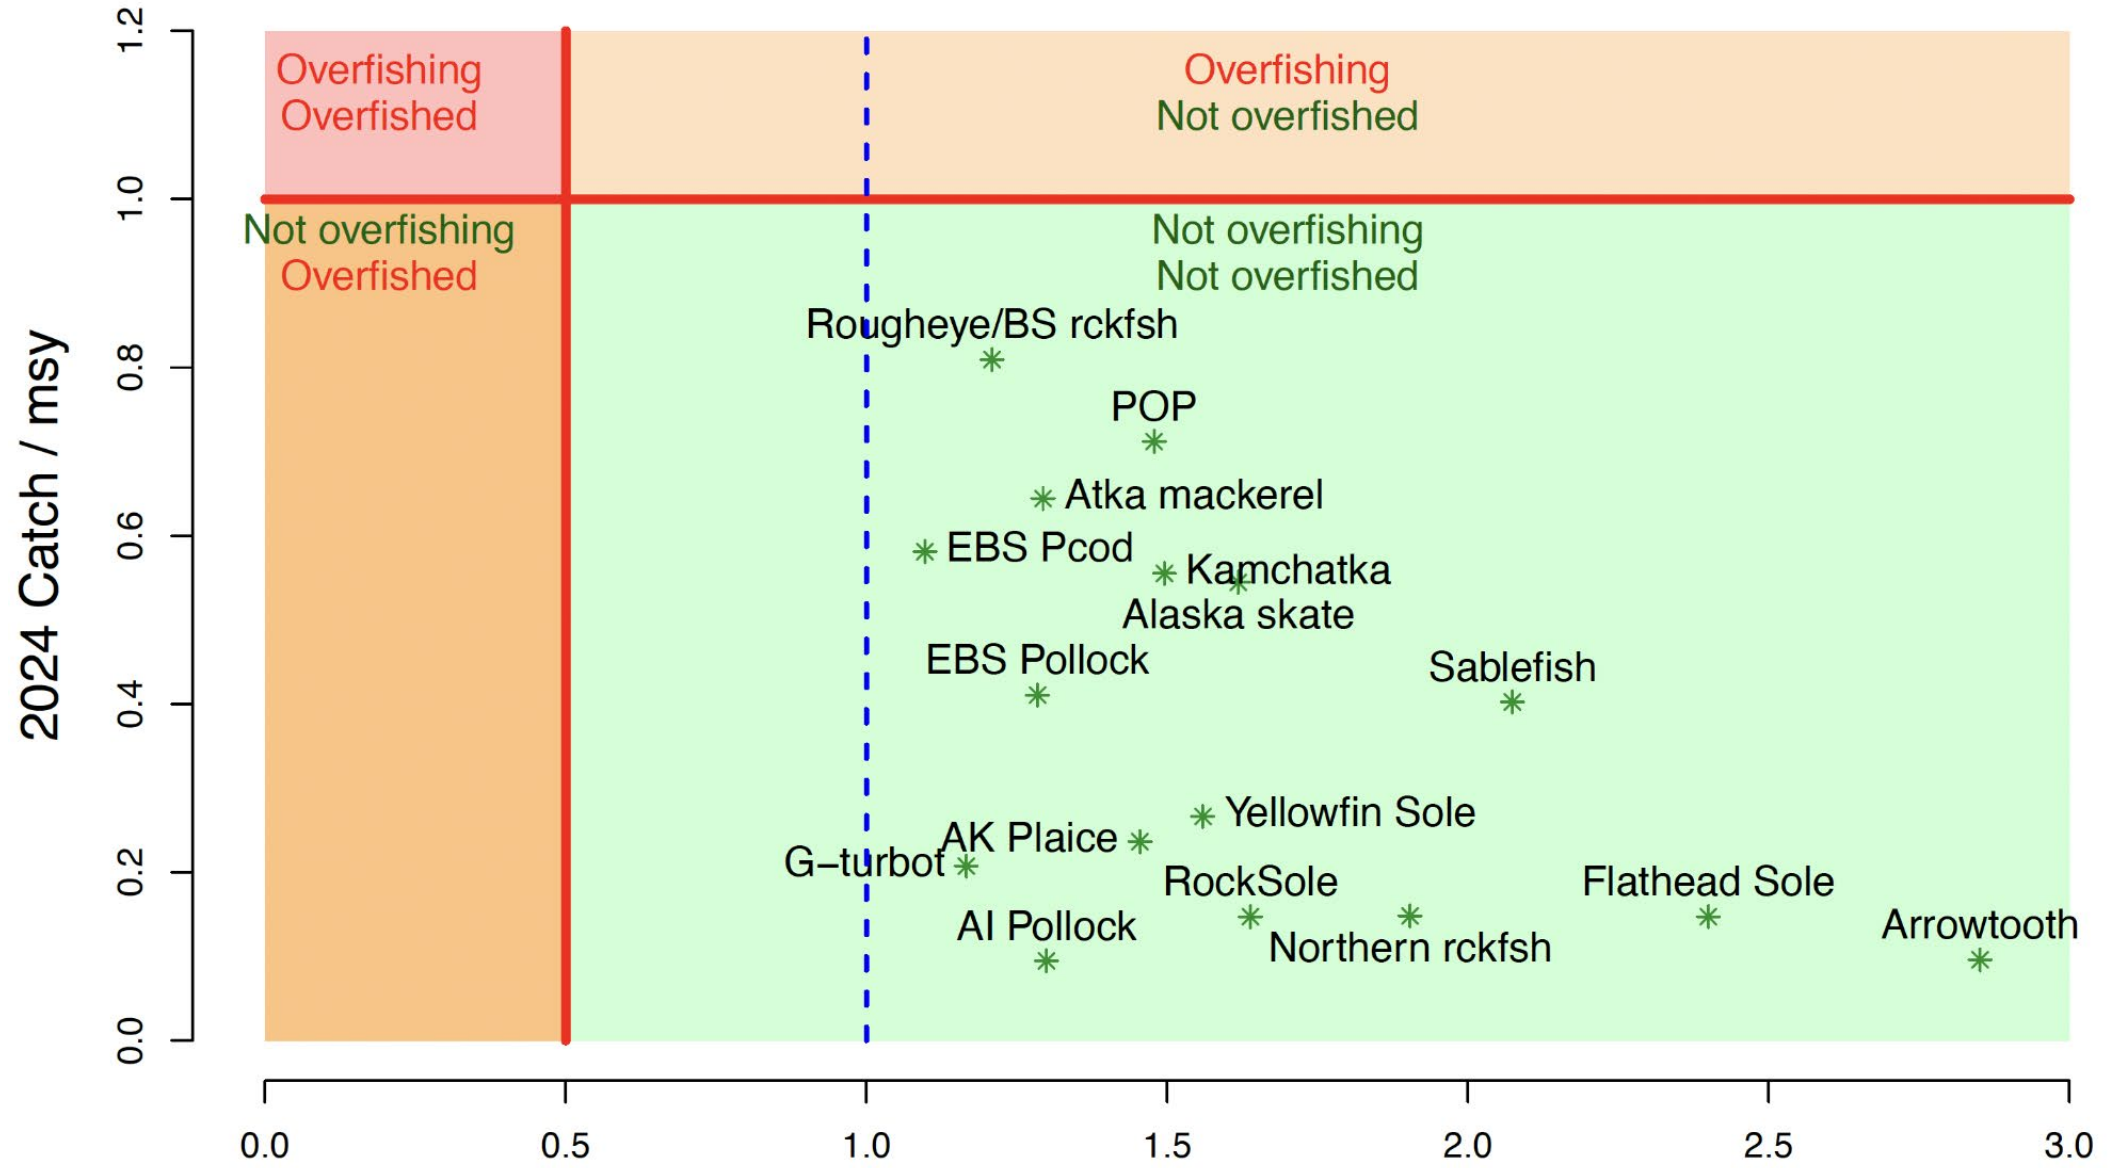 Overfishing
Overfished
Overfishing
Not overfished
Not overfishing
Overfished
Not overfishing
Not overfished
Rougheye/BS rckfsh
POP
Atka mackerel
EBS Pcod
Kamchatka
Alaska skate
EBS Pollock
Sablefish
Yellowfin Sole
AK Plaice
G−turbot
RockSole
Flathead Sole
AI Pollock
Northern rckfsh
Arrowtooth
2024 Catch / msy
1.2
1.0
0.8
0.6
0.4
0.2
0.0
0.0 0.5 1.0 1.5 2.0 2.5 3.0